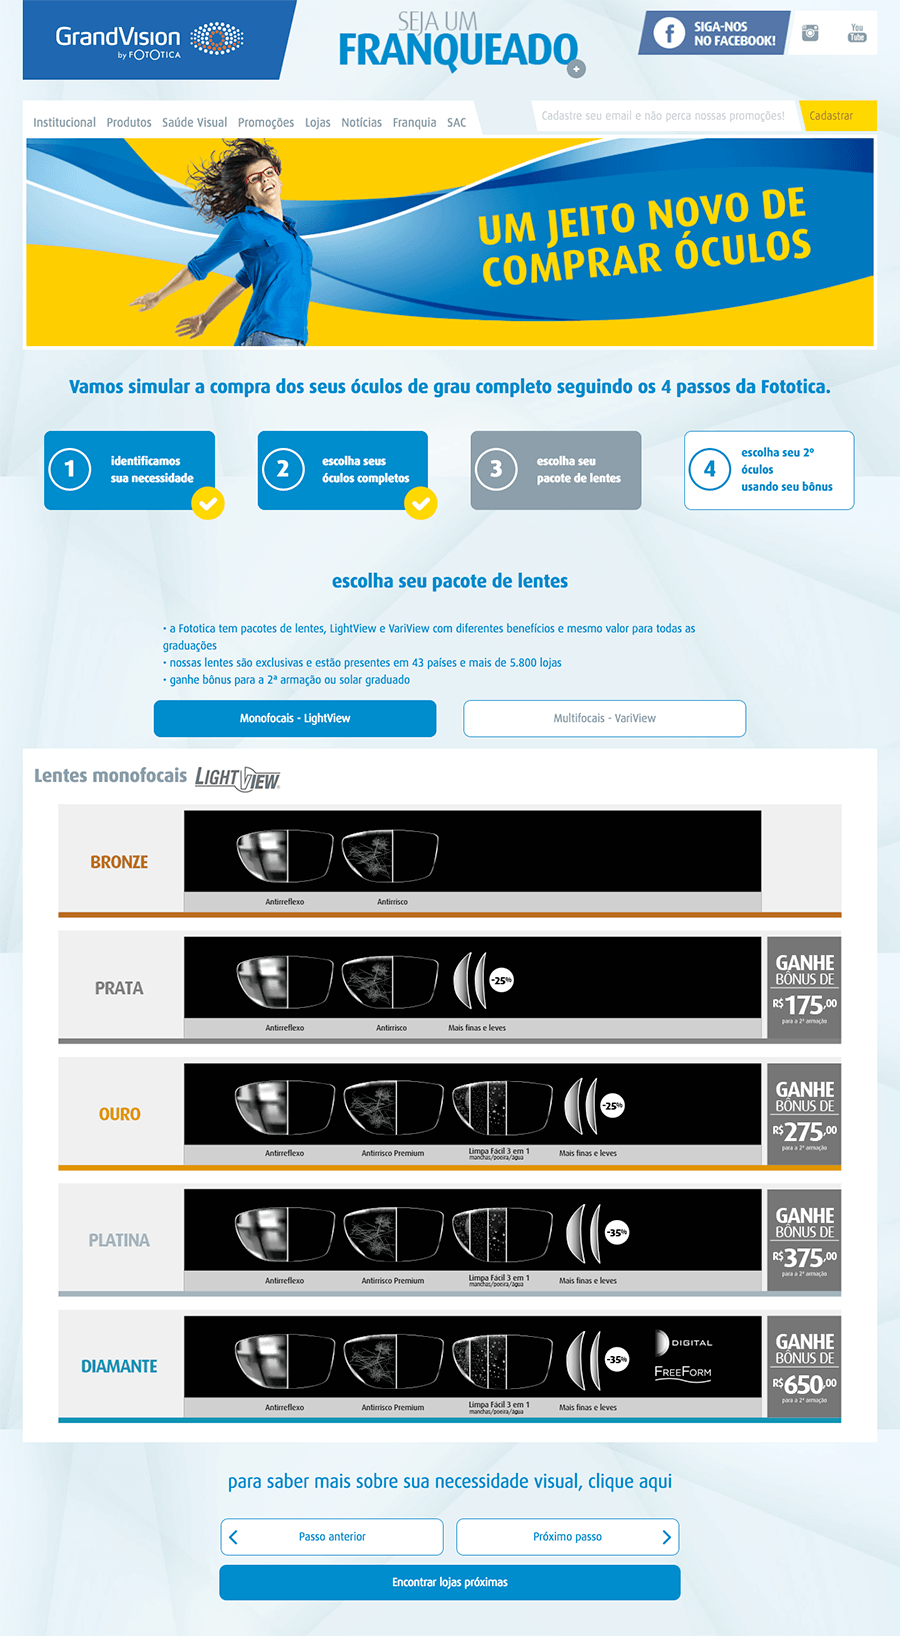 GrandVision
by FOTOTICA
SEJA UM
FRANQUEADO
+
f
SIGA-NOS
NO FACEBOOK!
You
Tube
Institucional Produtos Saúde Visual Promoções Lojas Notícias Franquia SAC
Cadastre seu email e não perca nossas promoções!
Cadastrar
UM JEITO NOVO DE
COMPRAR ÓCULOS
Vamos simular a compra dos seus óculos de grau completo seguindo os 4 passos da Fototica.
1
identificamos
sua necessidade
2
escolha seus
óculos completos
3
escolha seu
pacote de lentes
4
escolha seu 2º
óculos
usando seu bônus
escolha seu pacote de lentes
• a Fototica tem pacotes de lentes, LightView e VariView com diferentes benefícios e mesmo valor para todas as
graduações
• nossas lentes são exclusivas e estão presentes em 43 países e mais de 5.800 lojas
• ganhe bônus para a 2ª armação ou solar graduado
Monofocais - LightView
Multifocais - VariView
Lentes monofocais LIGHTVIEW
BRONZE
Antirreflexo
Antirrisco
PRATA
-25%
Antirreflexo
Antirrisco
Mais finas e leves
GANHE
BÔNUS DE
R$175,00
para a 2ª armação
OURO
-25%
Antirreflexo
Antirrisco Premium
Limpa Fácil 3 em 1
manchas/poeira/água
Mais finas e leves
GANHE
BÔNUS DE
R$275,00
para a 2ª armação
PLATINA
-35%
Antirreflexo
Antirrisco Premium
Limpa Fácil 3 em 1
manchas/poeira/água
Mais finas e leves
GANHE
BÔNUS DE
R$375,00
para a 2ª armação
DIAMANTE
-35%
DIGITAL
FREEFORM
Antirreflexo
Antirrisco Premium
Limpa Fácil 3 em 1
manchas/poeira/água
Mais finas e leves
GANHE
BÔNUS DE
R$650,00
para a 2ª armação
para saber mais sobre sua necessidade visual, clique aqui
Passo anterior
Próximo passo
Encontrar lojas próximas